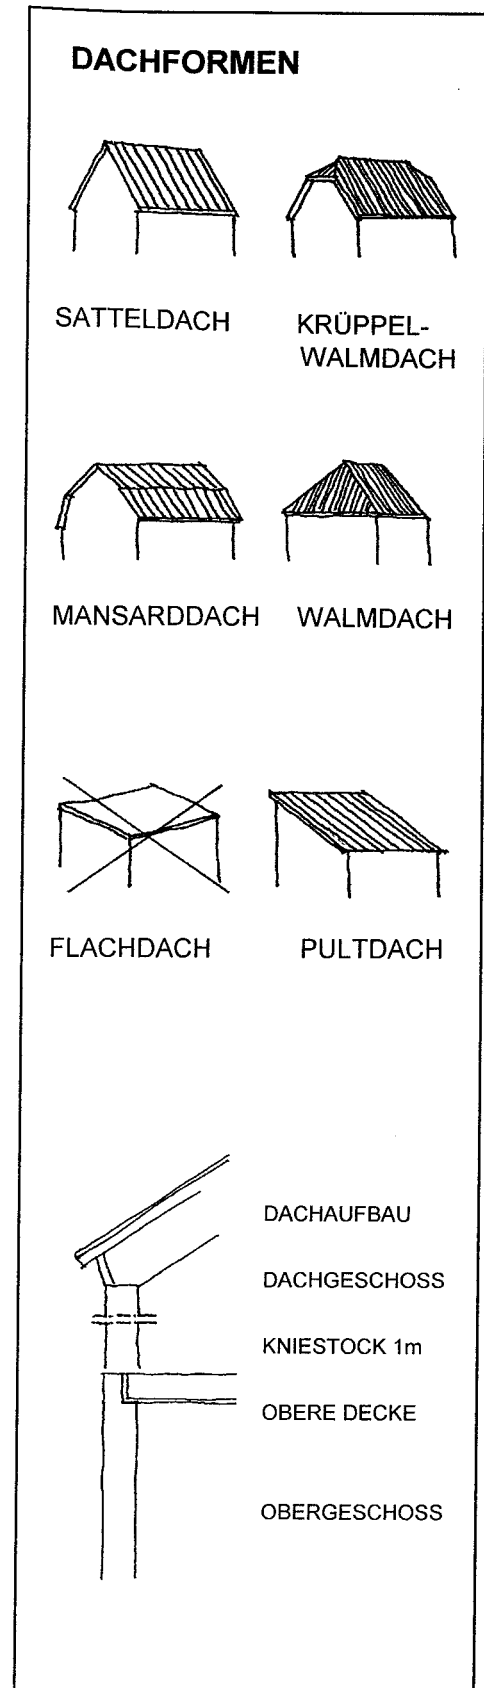 DACHFORMEN
SATTELDACH
KRÜPPEL-
WALMDACH
MANSARDDACH
WALMDACH
FLACHDACH
PULTDACH
DACHAUFBAU
DACHGESCHOSS
KNIESTOCK 1m
OBERE DECKE
OBERGESCHOSS